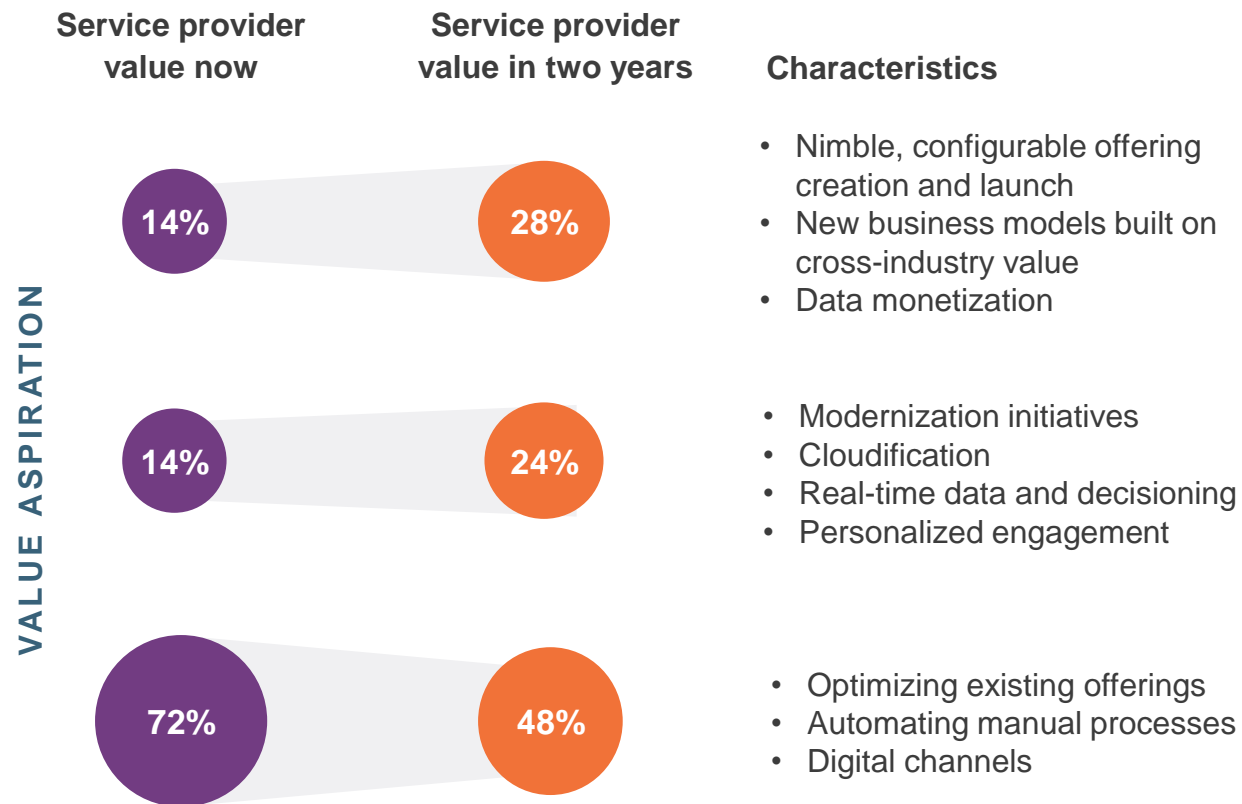 Service provider
value now
Service provider
value in two years
Characteristics
VALUE ASPIRATION
14%
28%
• Nimble, configurable offering
creation and launch
• New business models built on
cross-industry value
• Data monetization
14%
24%
• Modernization initiatives
• Cloudification
• Real-time data and decisioning
• Personalized engagement
72%
48%
• Optimizing existing offerings
• Automating manual processes
• Digital channels